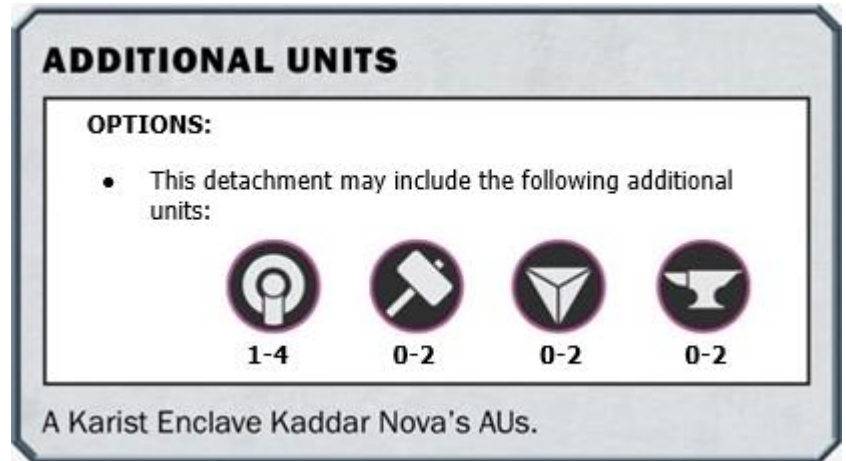 ADDITIONAL UNITS
OPTIONS:
• This detachment may include the following additional
units:
1-4 0-2 0-2 0-2
A Karist Enclave Kaddar Nova's AUs.